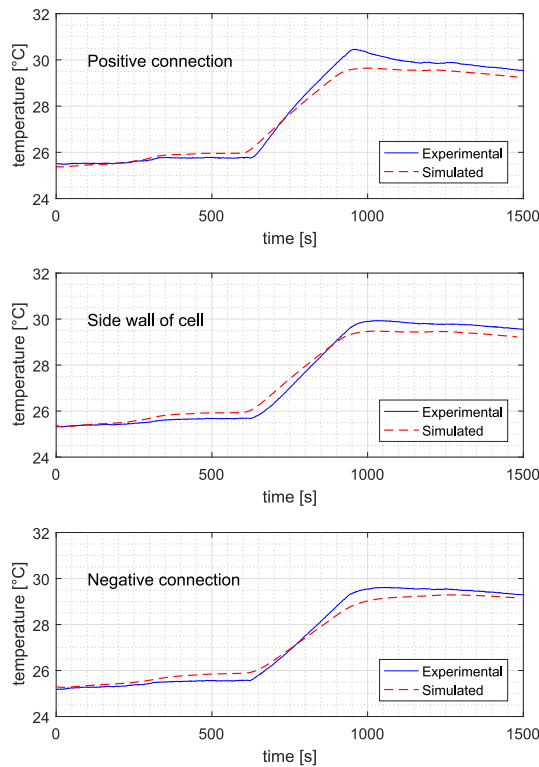 32
30
28
26
24
temperature [°C]
Positive connection
Experimental
Simulated
0
500
1000
1500
time [s]
32
30
28
26
24
temperature [°C]
Side wall of cell
Experimental
Simulated
0
500
1000
1500
time [s]
32
30
28
26
24
temperature [°C]
Negative connection
Experimental
Simulated
0
500
1000
1500
time [s]